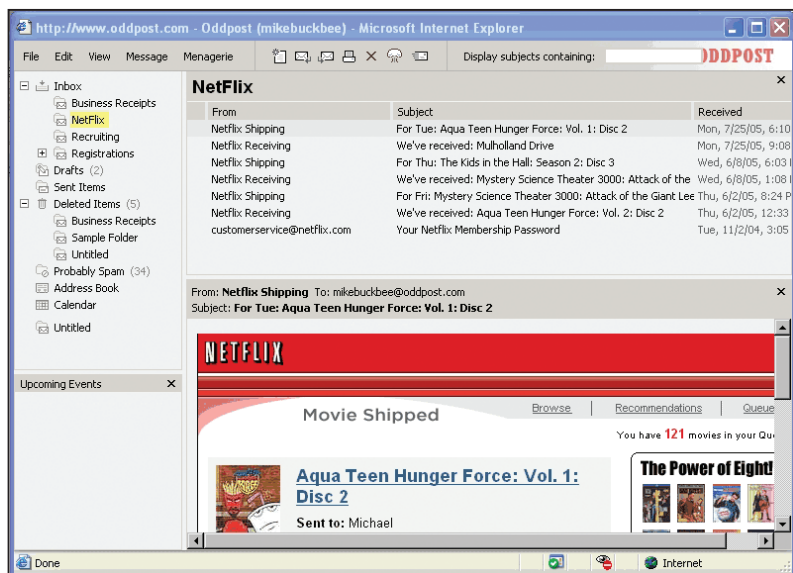 http://www.oddpost.com - Oddpost (mikebuckbee) - Microsoft Internet Explorer
File Edit View Message Menagerie Display subjects containing: ODDPOST
Inbox
Business Receipts
NetFlix
Recruiting
Registrations
Drafts (2)
Sent Items
Deleted Items (5)
Business Receipts
Sample Folder
Untitled
Probably Spam (34)
Address Book
Calendar
Untitled
Upcoming Events
NetFlix
From Subject Received
Netflix Shipping For Tue: Aqua Teen Hunger Force: Vol. 1: Disc 2 Mon, 7/25/05, 6:10
Netflix Receiving We've received: Mulholland Drive Mon, 7/25/05, 9:08
Netflix Shipping For Thu: The Kids in the Hall: Season 2: Disc 3 Wed, 6/8/05, 6:03
Netflix Receiving We've received: Mystery Science Theater 3000: Attack of the Wed, 6/8/05, 1:08
Netflix Shipping For Fri: Mystery Science Theater 3000: Attack of the Giant Lee Thu, 6/2/05, 8:24 P
Netflix Receiving We've received: Aqua Teen Hunger Force: Vol. 2: Disc 2 Thu, 6/2/05, 12:33
customerservice@netflix.com Your Netflix Membership Password Tue, 11/2/04, 3:05
From: Netflix Shipping To: mikebuckbee@oddpost.com
Subject: For Tue: Aqua Teen Hunger Force: Vol. 1: Disc 2
NETFLIX
Movie Shipped Browse Recommendations Queue
You have 121 movies in your Qu
Aqua Teen Hunger Force: Vol. 1:
Disc 2
Sent to: Michael
The Power of Eight!
Done Internet